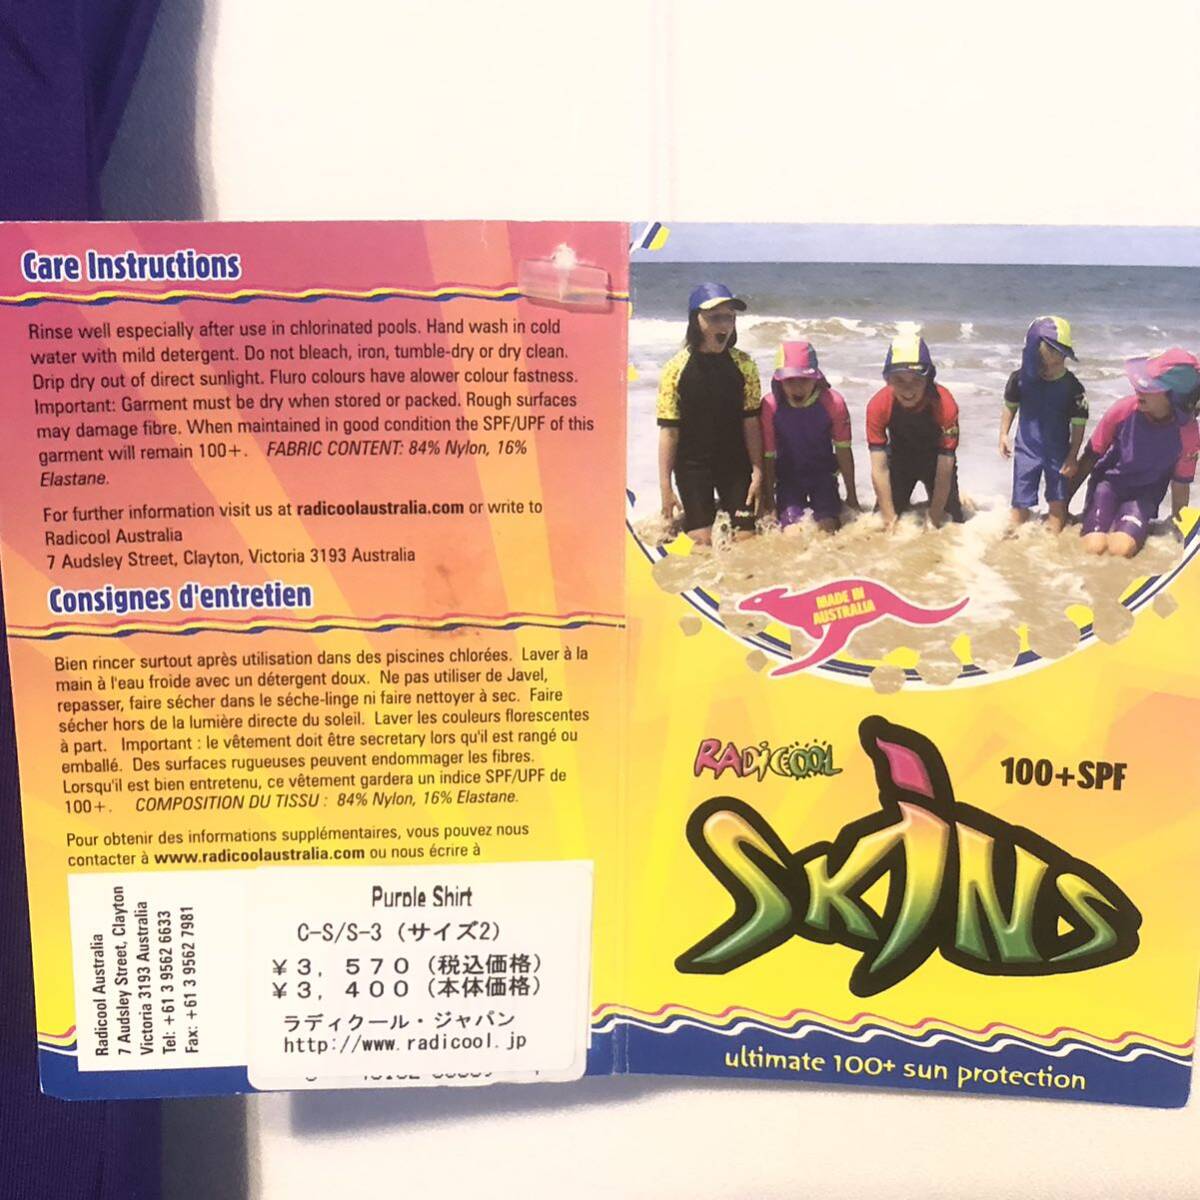 Care Instructions
Rinse well especially after use in chlorinated pools. Hand wash in cold
water with mild detergent. Do not bleach, iron, tumble-dry or dry clean.
Drip dry out of direct sunlight. Fluro colours have alower colour fastness.
Important: Garment must be dry when stored or packed. Rough surfaces
may damage fibre. When maintained in good condition the SPF/UPF of this
garment will remain 100+. FABRIC CONTENT: 84% Nylon, 16%
Elastane.
For further information visit us at radicoolaustralia.com or write to
Radicool Australia
7 Audsley Street, Clayton, Victoria 3193 Australia
Consignes d'entretien
Bien rincer surtout après utilisation dans des piscines chlorées. Laver à la
main à l'eau froide avec un détergent doux. Ne pas utiliser de Javel,
repasser, faire sécher dans le séche-linge ni faire nettoyer à sec. Faire
sécher hors de la lumière directe du soleil. Laver les couleurs florescentes
à part. Important : le vêtement doit être secretary lors qu'il est rangé ou
emballé. Des surfaces rugueuses peuvent endommager les fibres.
Lorsqu'il est bien entretenu, ce vêtement gardera un indice SPF/UPF de
100+. COMPOSITION DU TISSU : 84% Nylon, 16% Elastane.
Pour obtenir des informations supplémentaires, vous pouvez nous
contacter à www.radicoolaustralia.com ou nous écrire à
Radicool Australia
7 Audsley Street, Clayton
Victoria 3193 Australia
Tel: +61 3 9562 6633
Fax: +61 3 9562 7981
Purple Shirt
C-S/S-3 (サイズ2)
¥3, 570 (税込価格)
¥3, 400 (本体価格)
ラディクール・ジャパン
http://www.radicool.jp
MADE IN
AUSTRALIA
RADICOOL
100+SPF
SKINS
ultimate 100+ sun protection